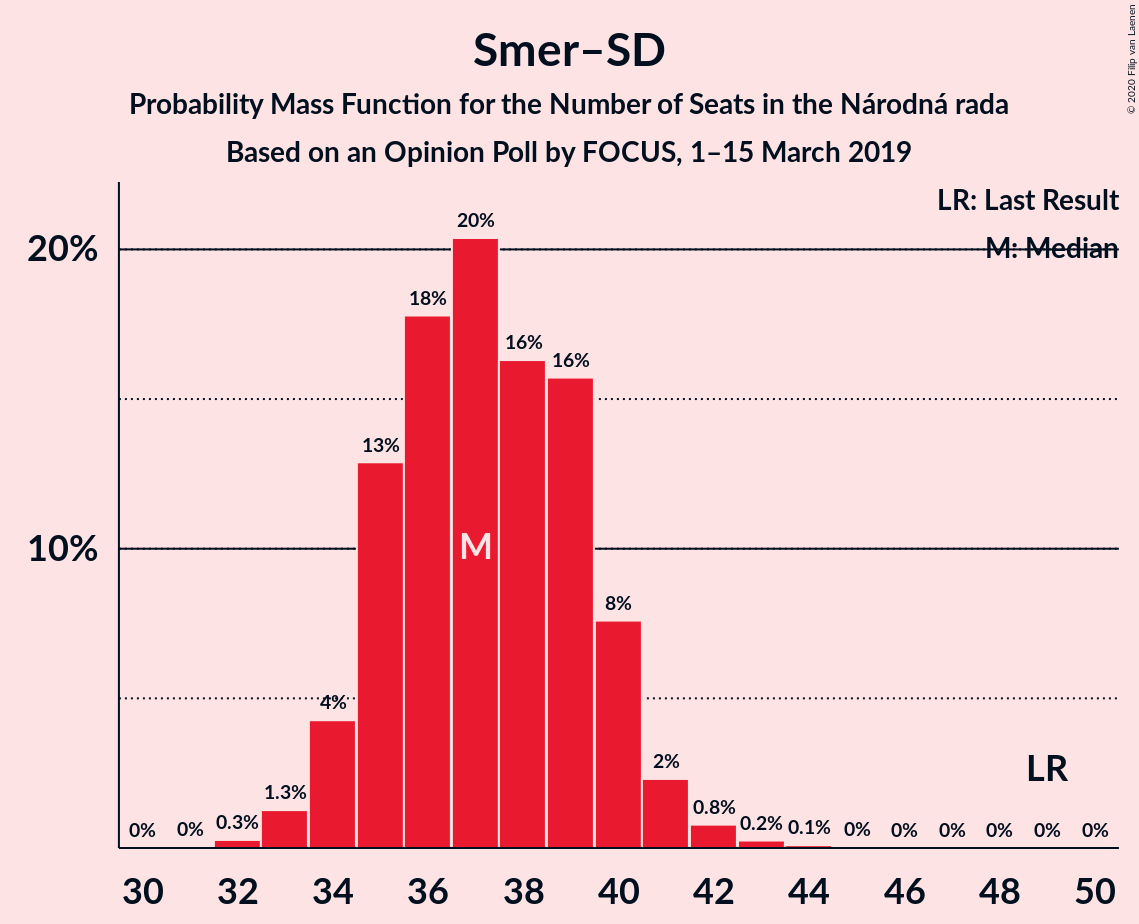 Smer–SD
Probability Mass Function for the Number of Seats in the Národná rada
Based on an Opinion Poll by FOCUS, 1–15 March 2019
© 2020 Filip van Laenen
LR: Last Result
M: Median
20%
10%
0%
0%
0.3%
1.3%
4%
13%
18%
20%
16%
16%
8%
2%
0.8%
0.2%
0.1%
0%
0%
0%
0%
0%
0%
M
LR
30 32 34 36 38 40 42 44 46 48 50